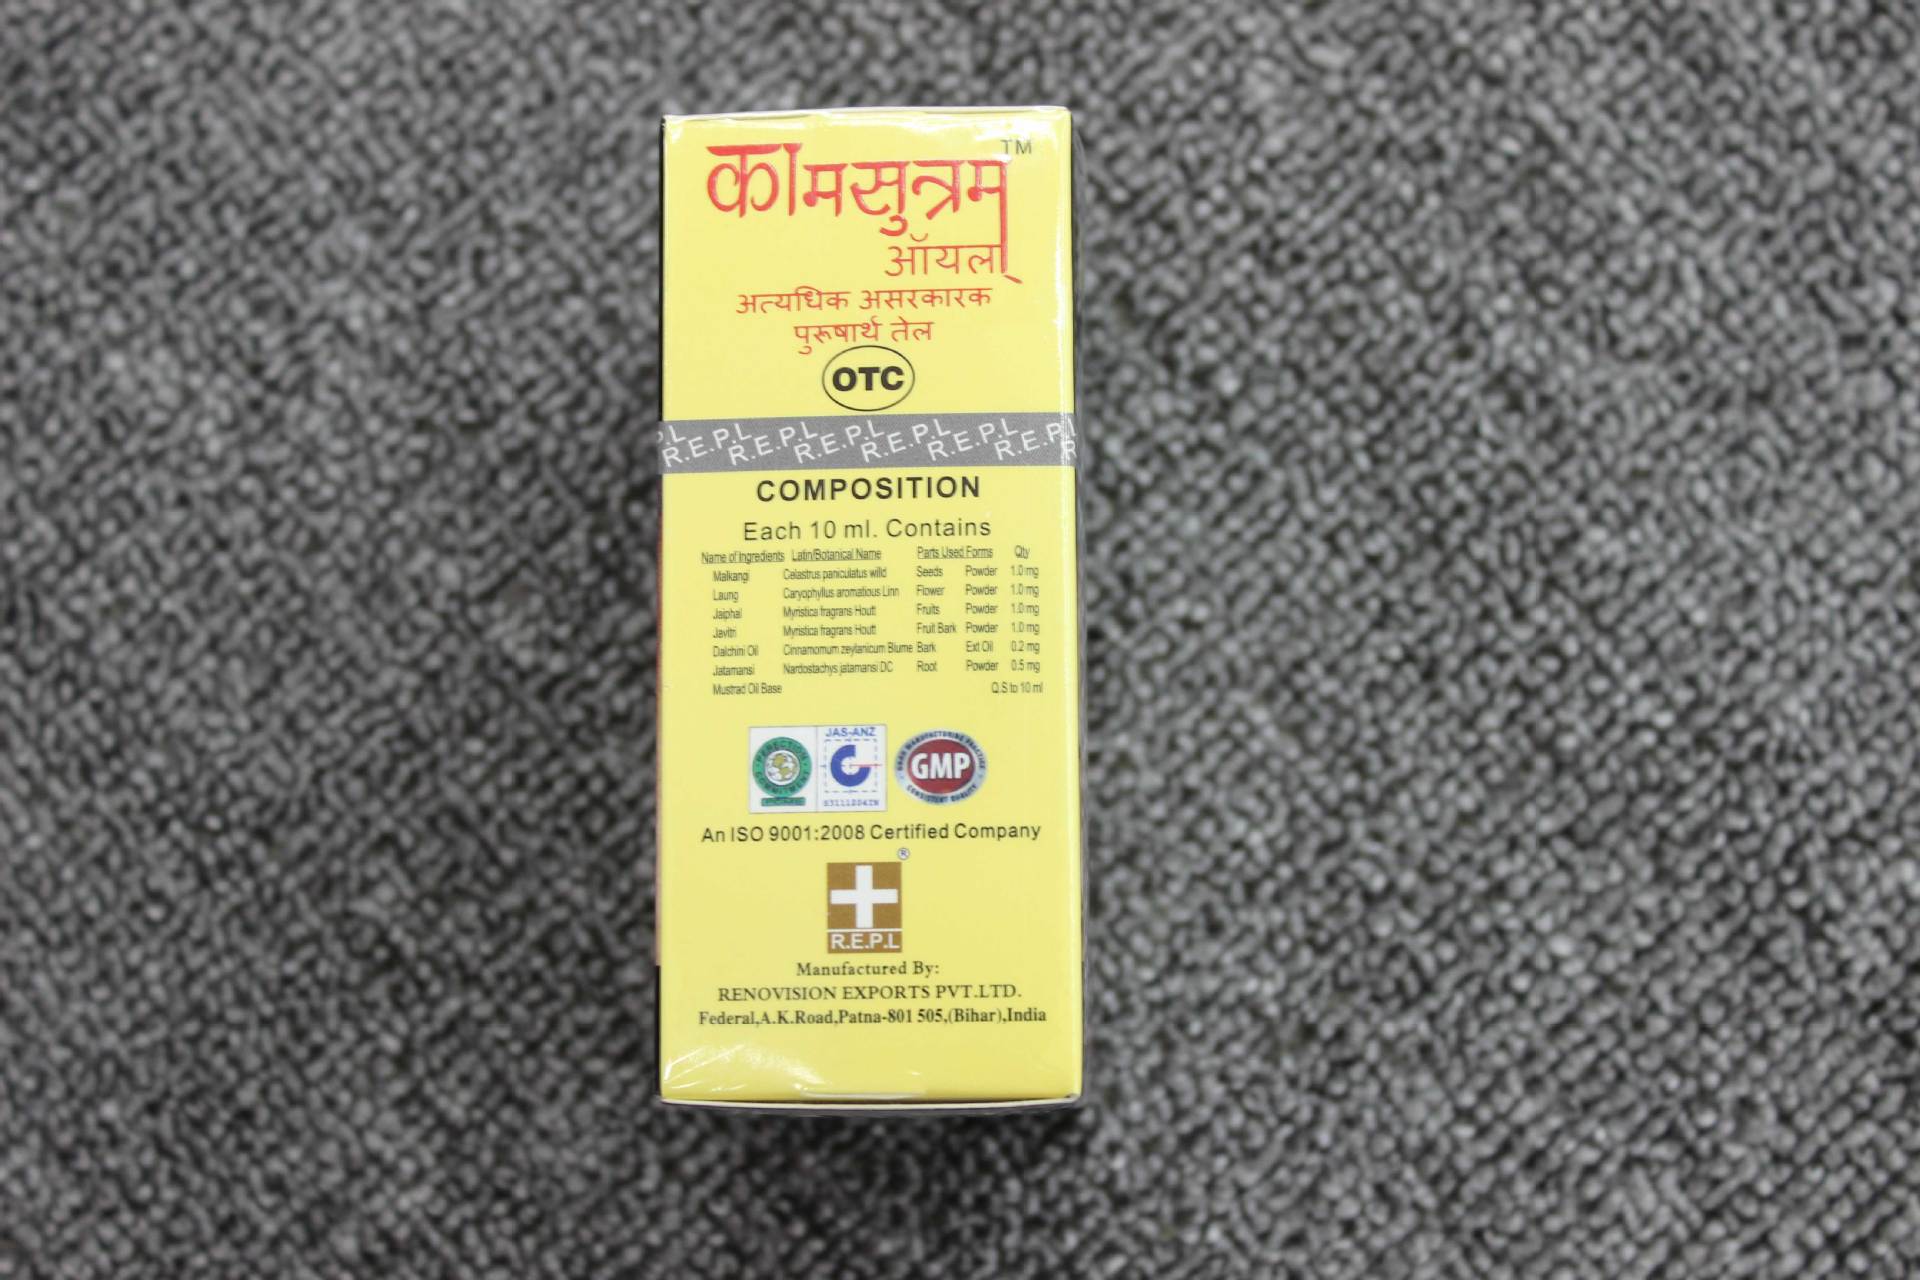 कामसुत्रम् TM
ऑयल
अत्यधिक असरकारक
पुरूषार्थ तेल
OTC
R.E.P.L R.E.P.L R.E.P.L R.E.P.L R.E.P.L R.E.P.L
COMPOSITION
Each 10 ml. Contains
Name of Ingredients Latin/Botanical Name Parts Used Forms Qty
Malkangi Celastrus paniculatus willd Seeds Powder 1.0 mg
Laung Caryophyllus aromatious Linn Flower Powder 1.0 mg
Jaiphal Myristica fragrans Houtt Fruits Powder 1.0 mg
Javitri Myristica fragrans Houtt Fruit Bark Powder 1.0 mg
Dalchini Oil Cinnamomum zeylanicum Blume Bark Ext Oil 0.2 mg
Jatamansi Nardostachys jatamansi DC Root Powder 0.5 mg
Mustrad Oil Base Q.S to 10 ml
JAS-ANZ
GOOD MANUFACTURING PRACTICE
GMP
CONSISTENT QUALITY
An ISO 9001:2008 Certified Company
®
R.E.P.L
Manufactured By:
RENOVISION EXPORTS PVT.LTD.
Federal,A.K.Road,Patna-801 505,(Bihar),India